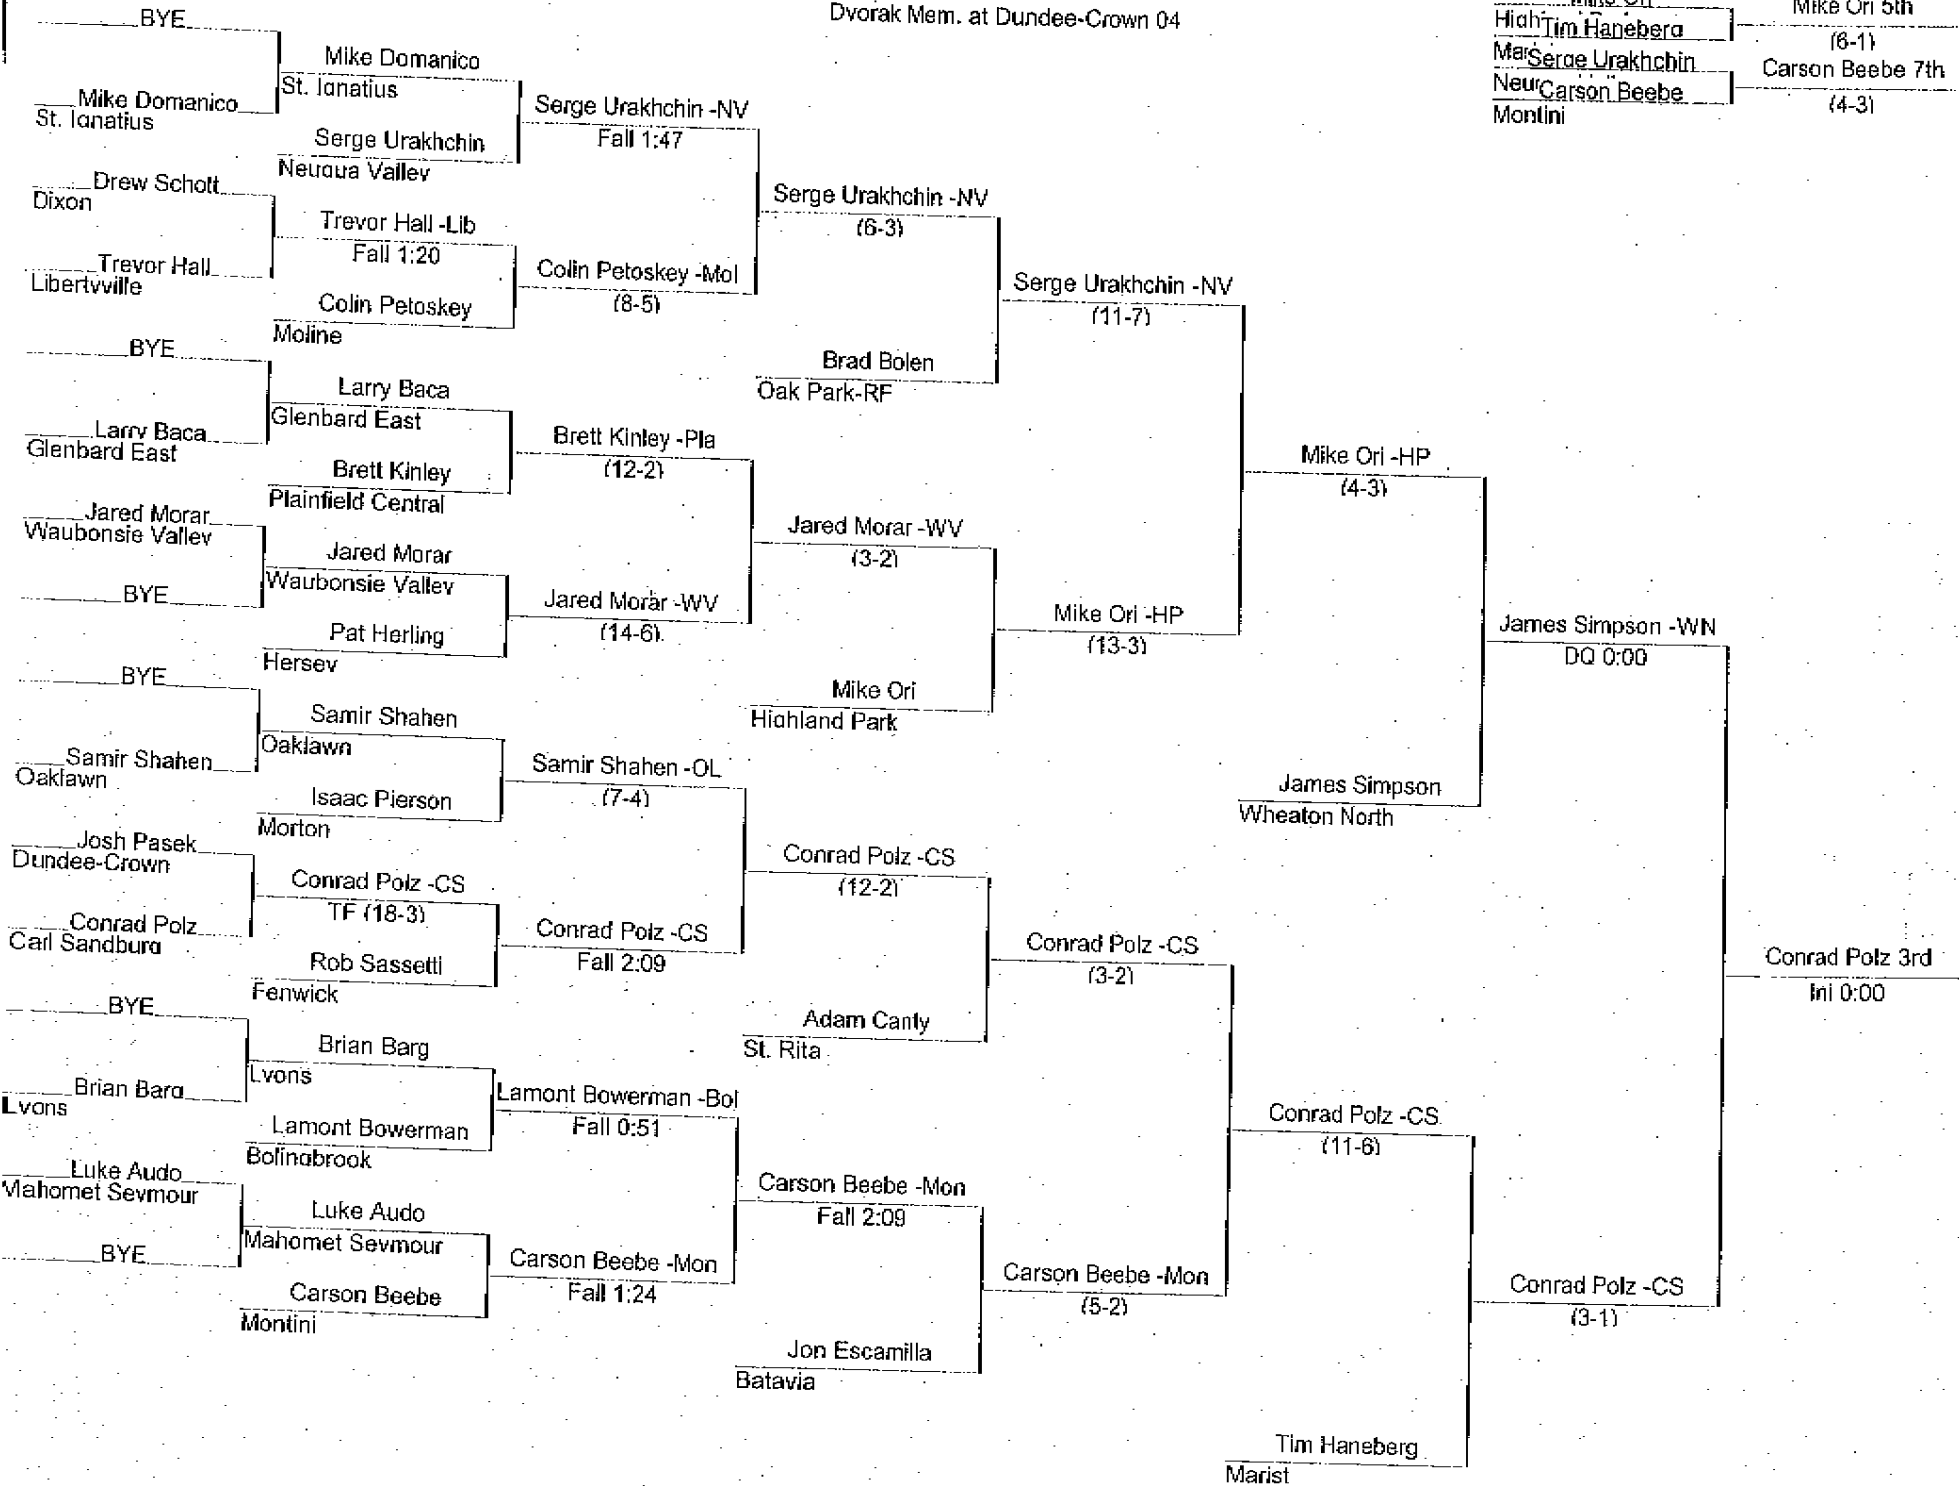 Dvorak Mem. at Dundee-Crown 04
Mike Ori 5th
High Tim Haneberg
(6-1)
Mar Serge Urakhchin
Carson Beebe 7th
Neu Carson Beebe
(4-3)
Montini
BYE
Mike Domanico
St. Ignatius
Mike Domanico
St. Ignatius
Serge Urakhchin -NV
Fall 1:47
Serge Urakhchin
Neuqua Valley
Drew Schott
Dixon
Serge Urakhchin -NV
(6-3)
Trevor Hall -Lib
Fall 1:20
Trevor Hall
Libertyville
Colin Petoskey -Mol
(8-5)
Colin Petoskey
Moline
Serge Urakhchin -NV
(11-7)
BYE
Brad Bolen
Oak Park-RF
Larry Baca
Glenbard East
Larry Baca
Glenbard East
Brett Kinley -Pla
(12-2)
Brett Kinley
Plainfield Central
Mike Ori -HP
(4-3)
Jared Morar
Waubonsie Valley
Jared Morar -WV
(3-2)
Jared Morar
Waubonsie Valley
BYE
Jared Morar -WV
(14-6)
Mike Ori -HP
(13-3)
Pat Herling
Hersey
James Simpson -WN
DQ 0:00
BYE
Mike Ori
Highland Park
Samir Shahen
Oaklawn
Samir Shahen
Oaklawn
Samir Shahen -OL
(7-4)
James Simpson
Wheaton North
Isaac Pierson
Morton
Josh Pasek
Dundee-Crown
Conrad Polz -CS
(12-2)
Conrad Polz -CS
TF (18-3)
Conrad Polz
Carl Sandburg
Conrad Polz -CS
Fall 2:09
Conrad Polz -CS
(3-2)
Conrad Polz 3rd
Inj 0:00
Rob Sassetti
Fenwick
BYE
Adam Canty
St. Rita
Brian Barg
Lyons
Brian Barg
Lyons
Lamont Bowerman -Bol
Fall 0:51
Conrad Polz -CS
(11-6)
Lamont Bowerman
Bolingbrook
Luke Audo
Mahomet Seymour
Carson Beebe -Mon
Fall 2:09
Luke Audo
Mahomet Seymour
BYE
Carson Beebe -Mon
Fall 1:24
Carson Beebe -Mon
(5-2)
Conrad Polz -CS
(3-1)
Carson Beebe
Montini
Jon Escamilla
Batavia
Tim Haneberg
Marist